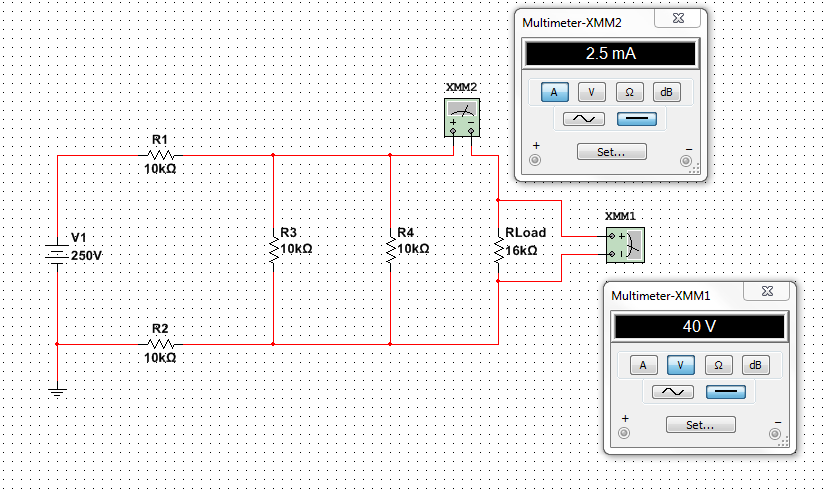 Multimeter-XMM2
2.5 mA
A V Ω dB
+ Set... −
XMM2
+ −
R1
10kΩ
V1
250V
R3
10kΩ
R4
10kΩ
RLoad
16kΩ
XMM1
+
R2
10kΩ
Multimeter-XMM1
40 V
A V Ω dB
+ Set... −